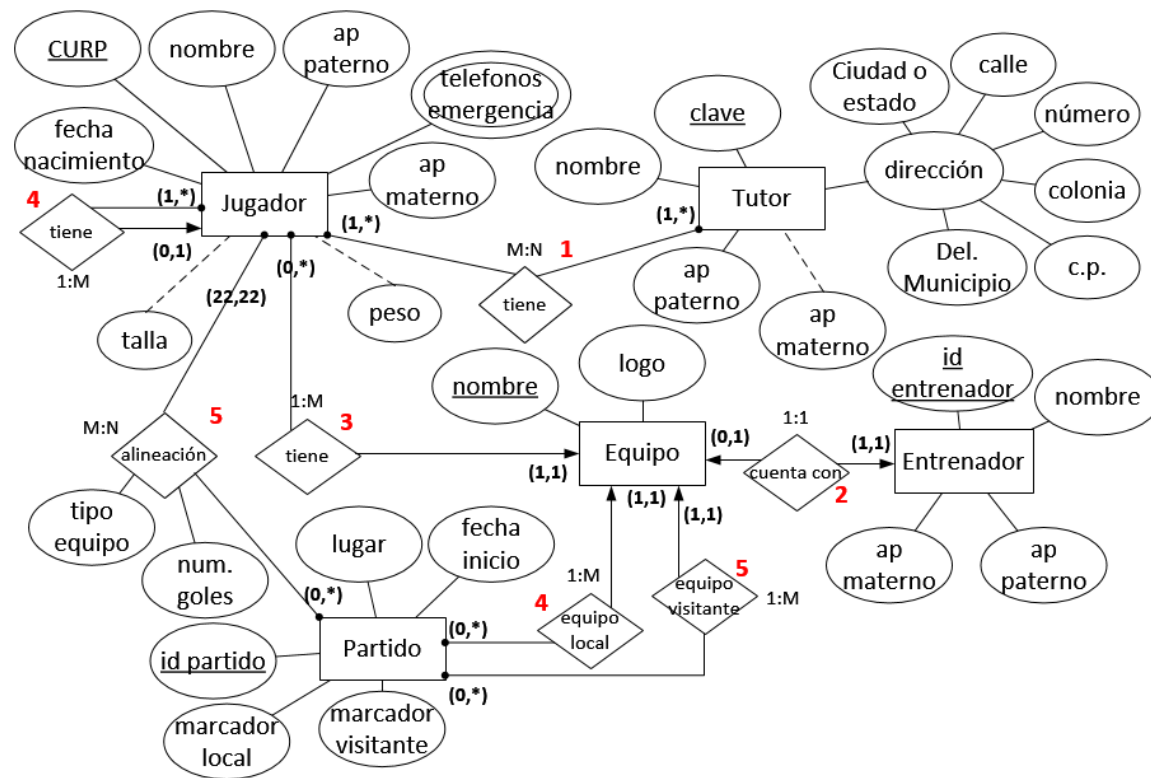 CURP
nombre
ap
paterno
telefonos
emergencia
fecha
nacimiento
ap
materno
Jugador
4
tiene
1:M
(1,*)
(0,1)
(1,*)
(0,*)
(22,22)
talla
peso
clave
nombre
Tutor
(1,*)
ap
paterno
ap
materno
Ciudad o
estado
calle
número
dirección
colonia
Del.
Municipio
c.p.
M:N
1
tiene
logo
nombre
Equipo
(0,1)
(1,1)
(1,1)
(1,1)
1:1
cuenta con
2
(1,1)
id
entrenador
nombre
Entrenador
ap
materno
ap
paterno
1:M
3
tiene
M:N
5
alineación
tipo
equipo
num.
goles
(0,*)
lugar
fecha
inicio
Partido
id partido
marcador
local
marcador
visitante
(0,*)
(0,*)
1:M
4
equipo
local
5
equipo
visitante
1:M